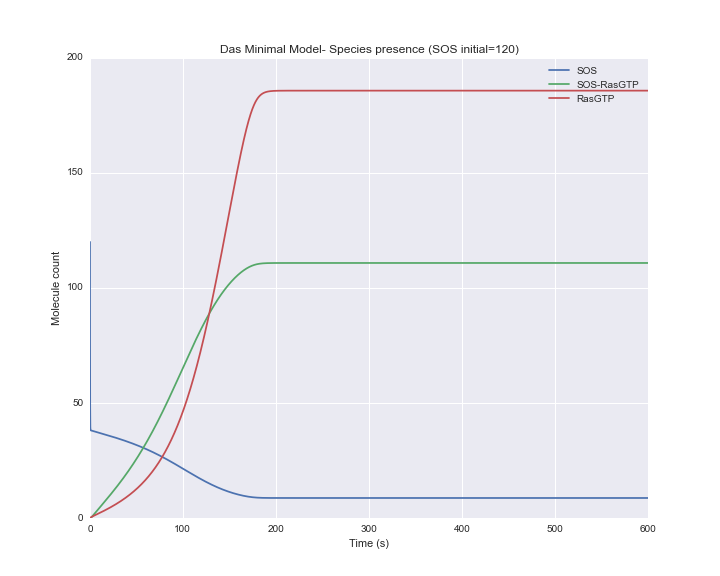 Das Minimal Model- Species presence (SOS initial=120)
200
SOS
SOS-RasGTP
RasGTP
150
Molecule count
100
50
0
0 100 200 300 400 500 600
Time (s)